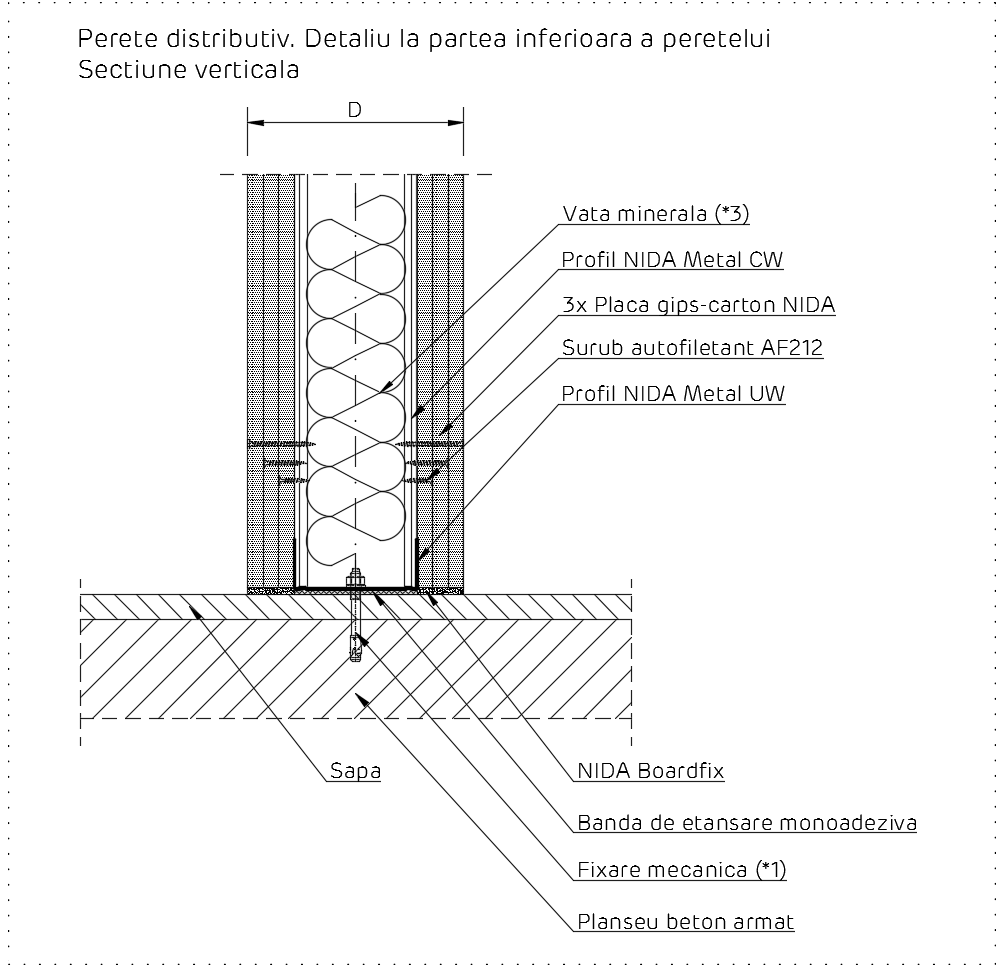 Perete distributiv. Detaliu la partea inferioara a peretelui
Sectiune verticala
D
Vata minerala (*3)
Profil NIDA Metal CW
3x Placa gips-carton NIDA
Surub autofiletant AF212
Profil NIDA Metal UW
Sapa
NIDA Boardfix
Banda de etansare monoadeziva
Fixare mecanica (*1)
Planseu beton armat